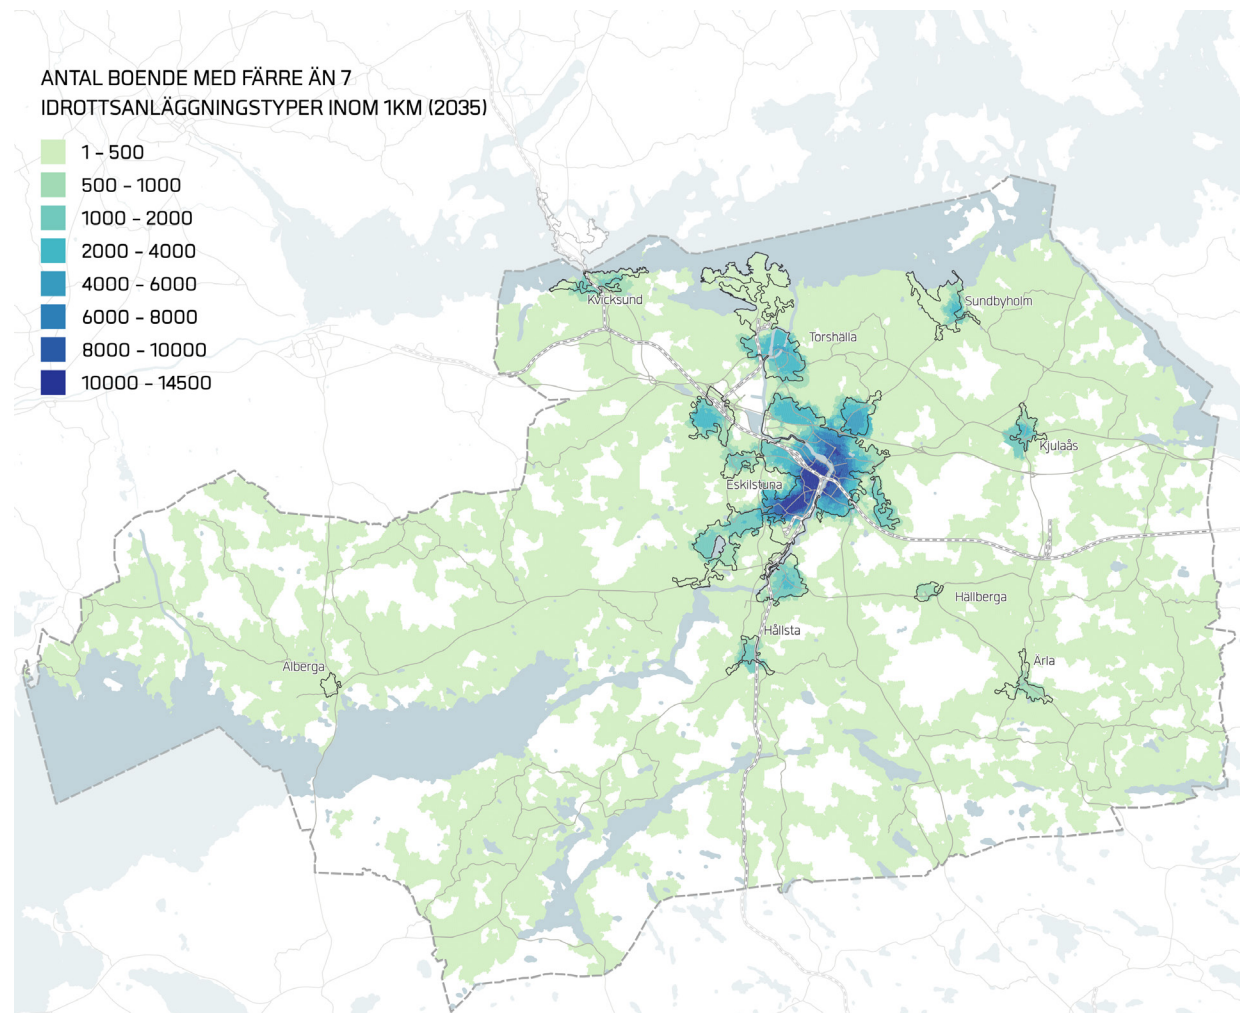 ANTAL BOENDE MED FÄRRE ÄN 7
IDROTTSANLÄGGNINGSTYPER INOM 1KM (2035)
1 – 500
500 – 1000
1000 – 2000
2000 – 4000
4000 – 6000
6000 – 8000
8000 – 10000
10000 – 14500
Kvicksund
Sundbyholm
Torshälla
Kjulaås
Eskilstuna
Hällberga
Hållsta
Ärla
Alberga